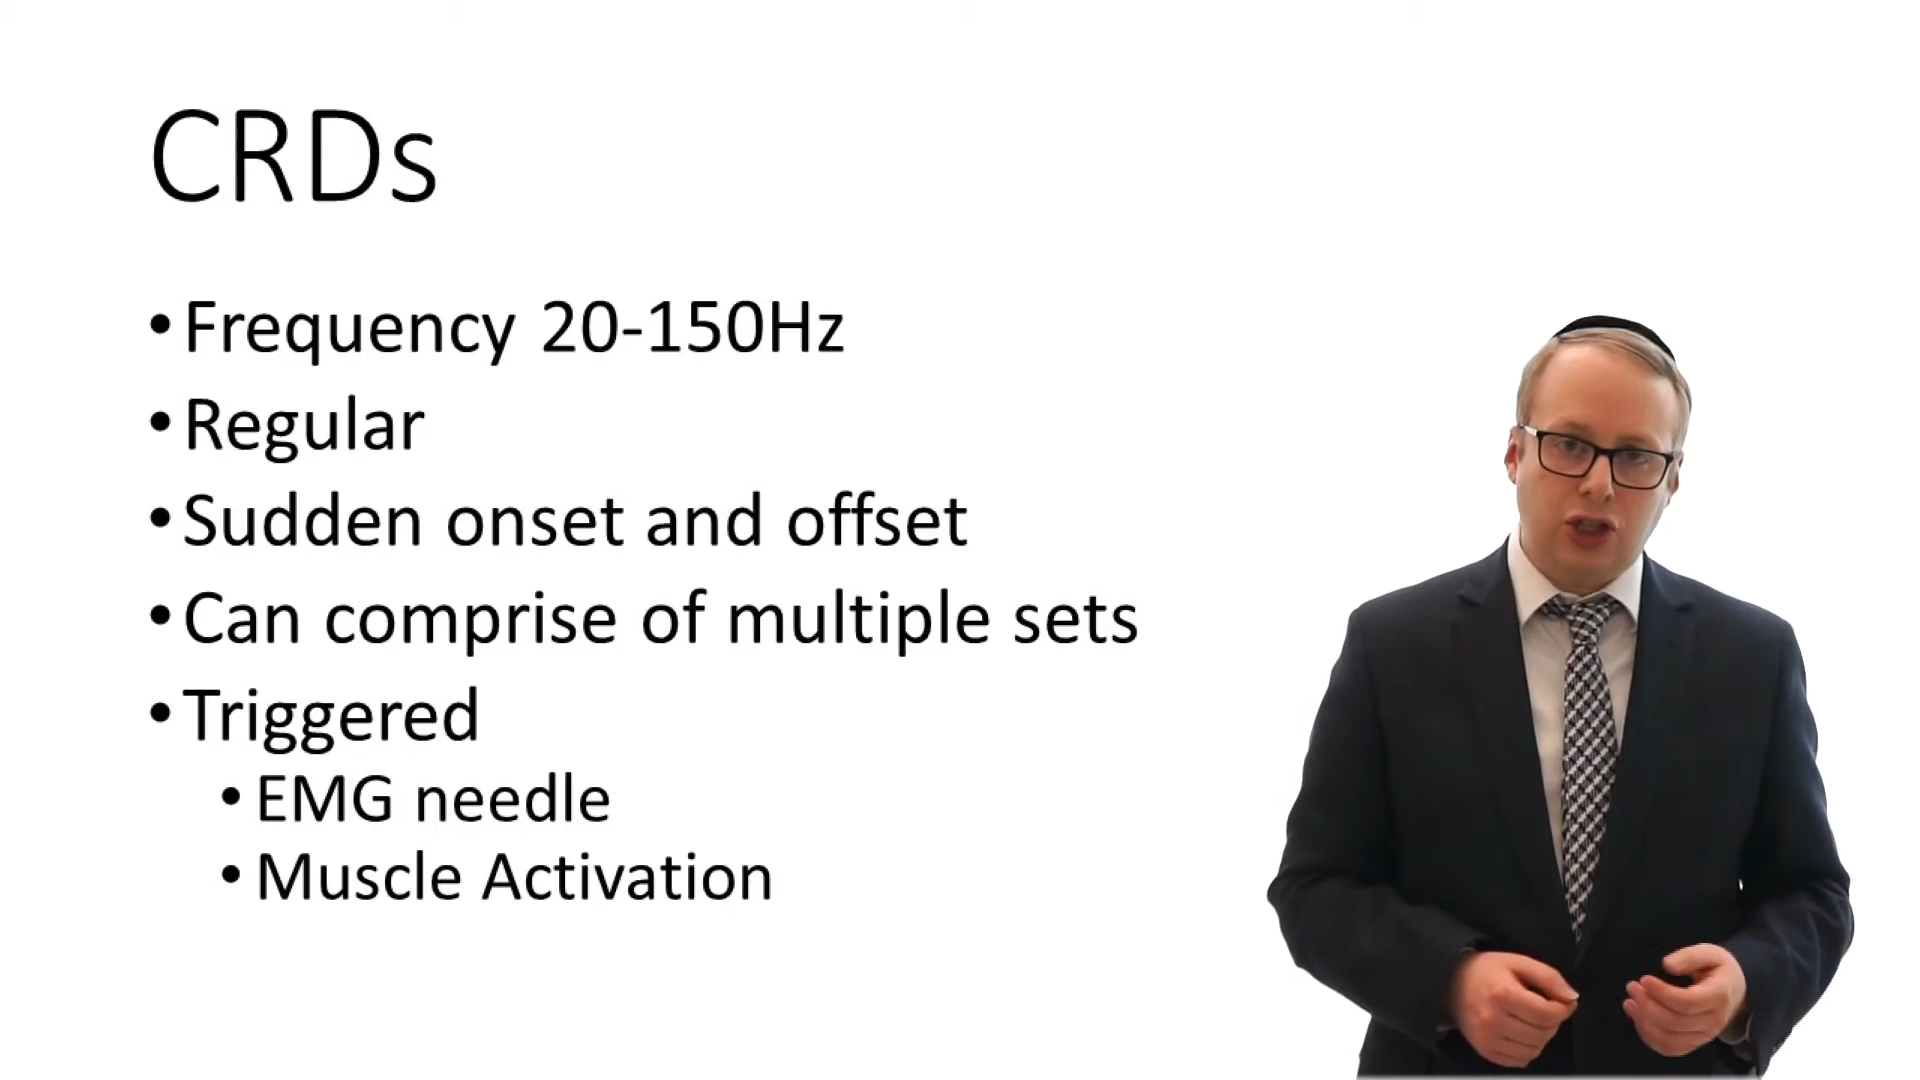 CRDs
• Frequency 20-150Hz
• Regular
• Sudden onset and offset
• Can comprise of multiple sets
• Triggered
• EMG needle
• Muscle Activation